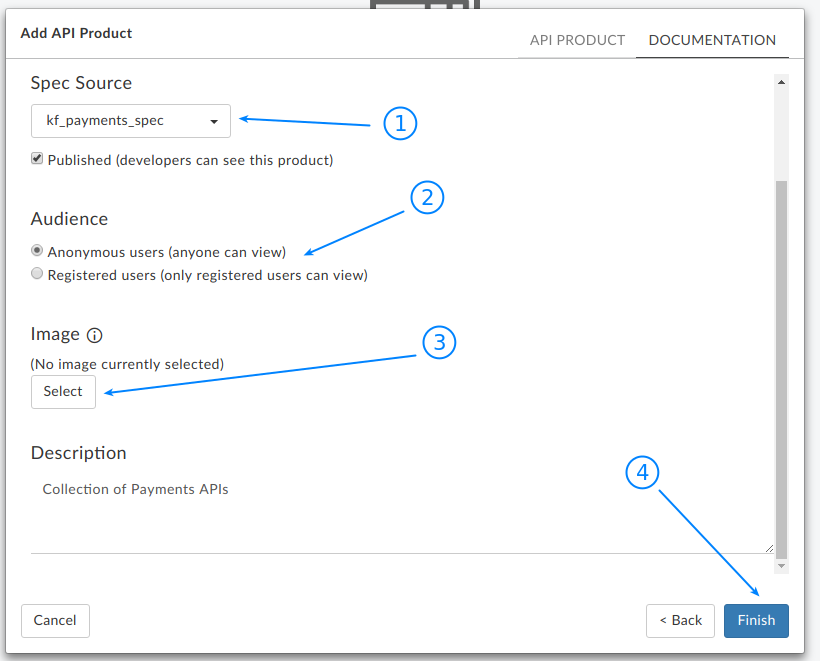 Add API Product
API PRODUCT
DOCUMENTATION
Spec Source
kf_payments_spec
1
Published (developers can see this product)
2
Audience
Anonymous users (anyone can view)
Registered users (only registered users can view)
Image
3
(No image currently selected)
Select
Description
4
Collection of Payments APIs
Cancel
< Back
Finish